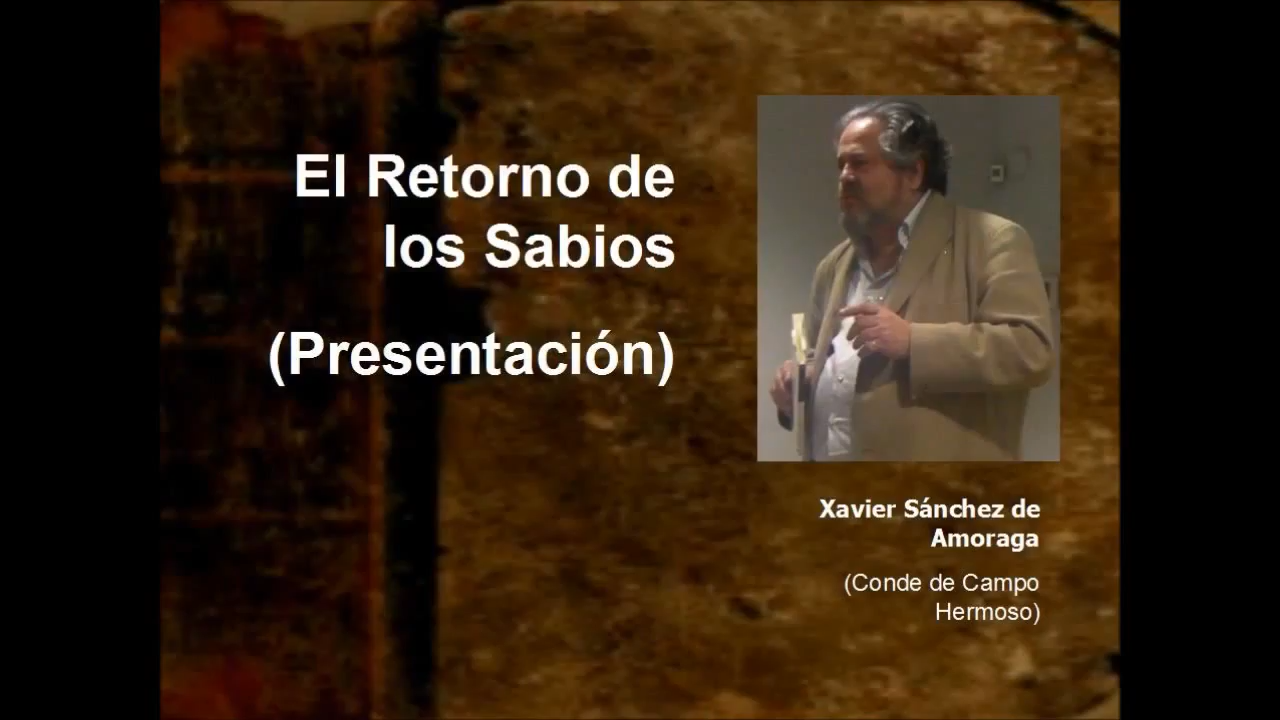 El Retorno de
los Sabios
(Presentación)
Xavier Sánchez de
Amoraga
(Conde de Campo
Hermoso)